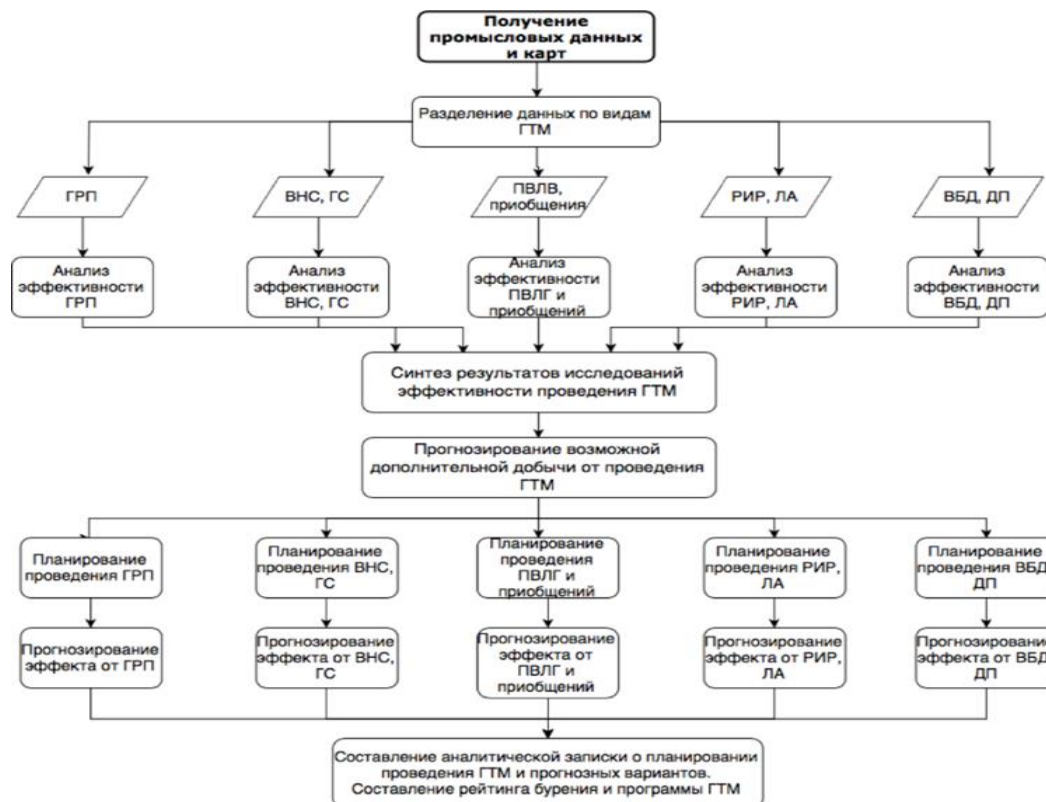 Получение
промысловых данных
и карт
Разделение данных по видам
ГТМ
ГРП
ВНС, ГС
ПВЛВ,
приобщения
РИР, ЛА
ВБД, ДП
Анализ
эффективности
ГРП
Анализ
эффективности
ВНС, ГС
Анализ
эффективности
ПВЛГ и
приобщений
Анализ
эффективности
РИР, ЛА
Анализ
эффективности
ВБД, ДП
Синтез результатов исследований
эффективности проведения ГТМ
Прогнозирование возможной
дополнительной добычи от проведения
ГТМ
Планирование
проведения ГРП
Планирование
проведения ВНС,
ГС
Планирование
проведения
ПВЛГ и
приобщений
Планирование
проведения РИР,
ЛА
Планирование
проведения ВБД,
ДП
Прогнозирование
эффекта от ГРП
Прогнозирование
эффекта от ВНС,
ГС
Прогнозирование
эффекта от
ПВЛГ и
приобщений
Прогнозирование
эффекта от РИР,
ЛА
Прогнозирование
эффекта от ВБД,
ДП
Составление аналитической записки о планировании
проведения ГТМ и прогнозных вариантов.
Составление рейтинга бурения и программы ГТМ